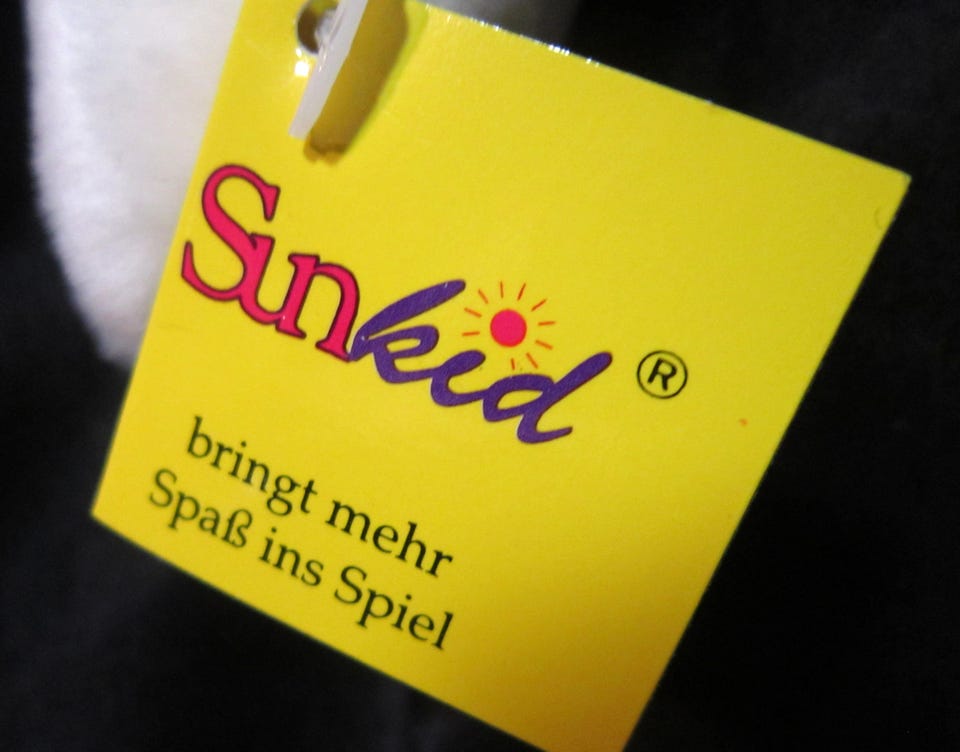 Sunkid ®
bringt mehr
Spaß ins Spiel